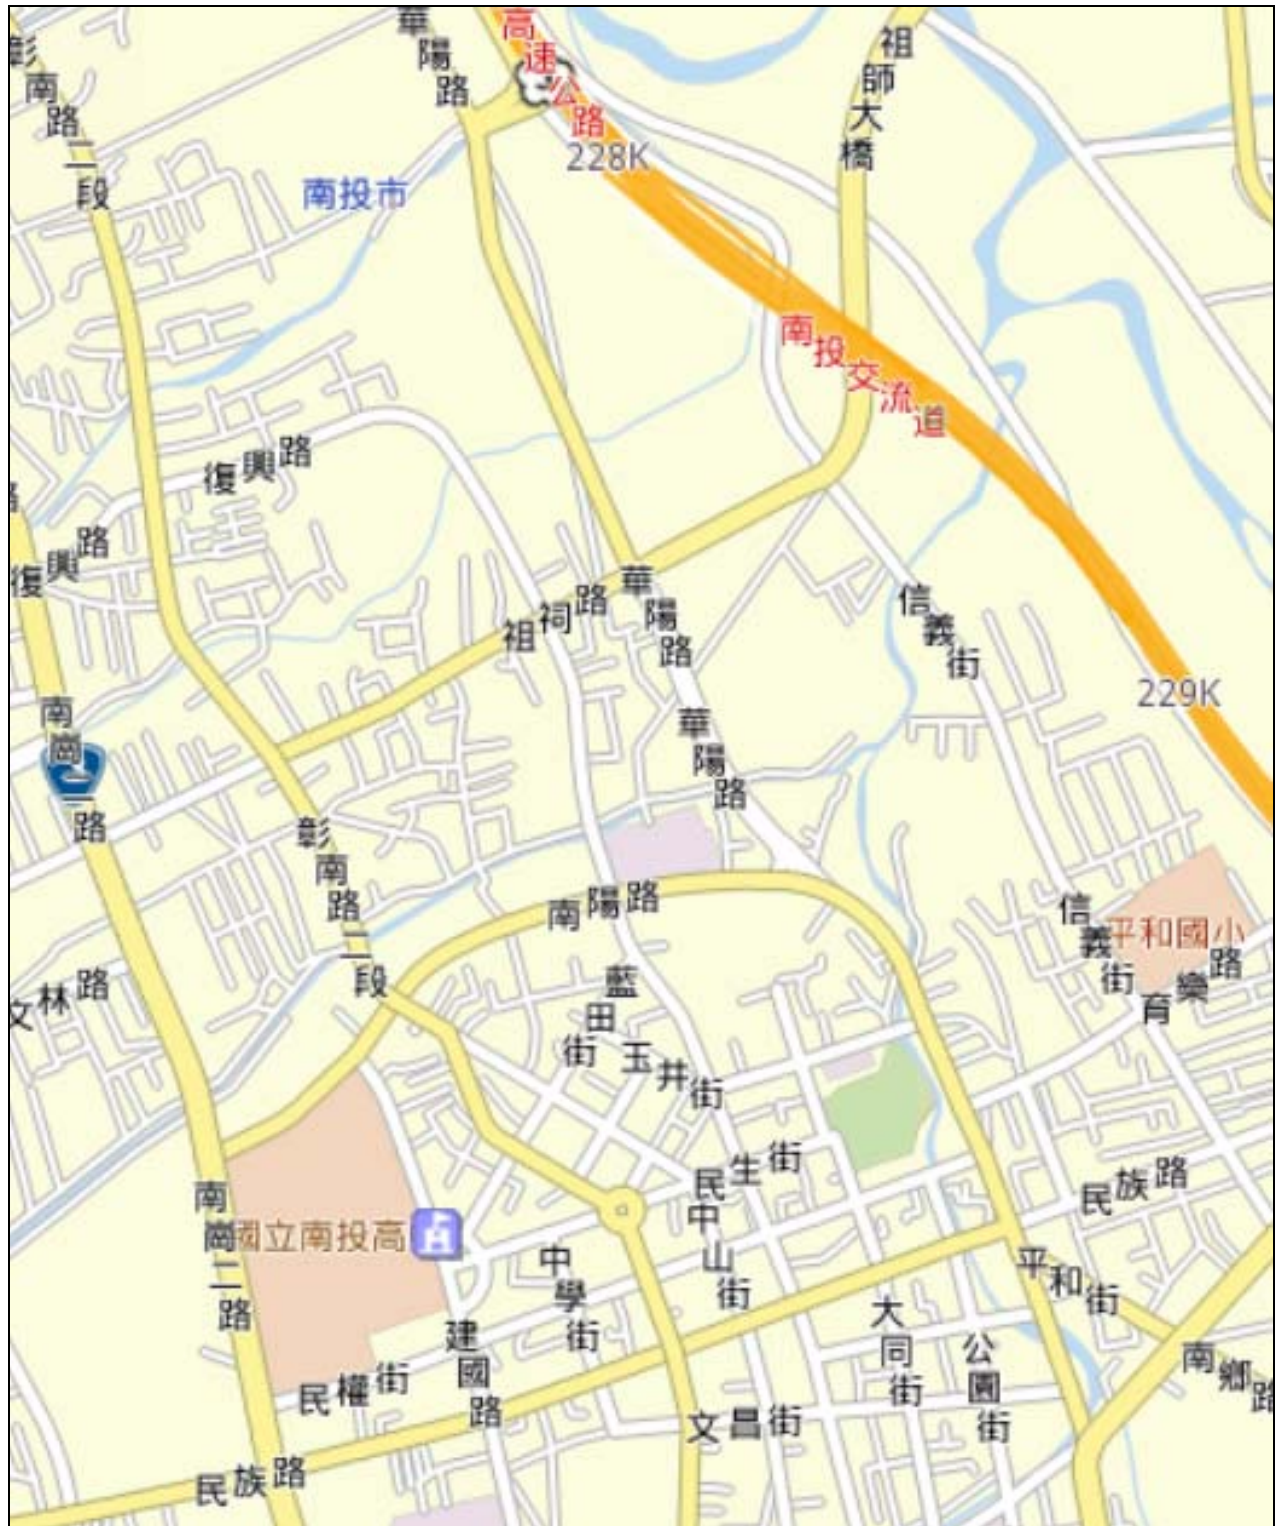 彰南路二段
華陽路
高速公路
228K
祖師大橋
南投市
南投交流道
復興路
復興路
祖祠路
華陽路
信義街
229K
南崗二路
華陽路
彰南路二段
南陽路
信義街
平和國小
育樂路
文林路
藍田街
玉井街
民生街
民族路
南崗二路
國立南投高
中山街
中學街
平和街
建國路
大同街
公園街
南鄉路
民權街
文昌街
民族路